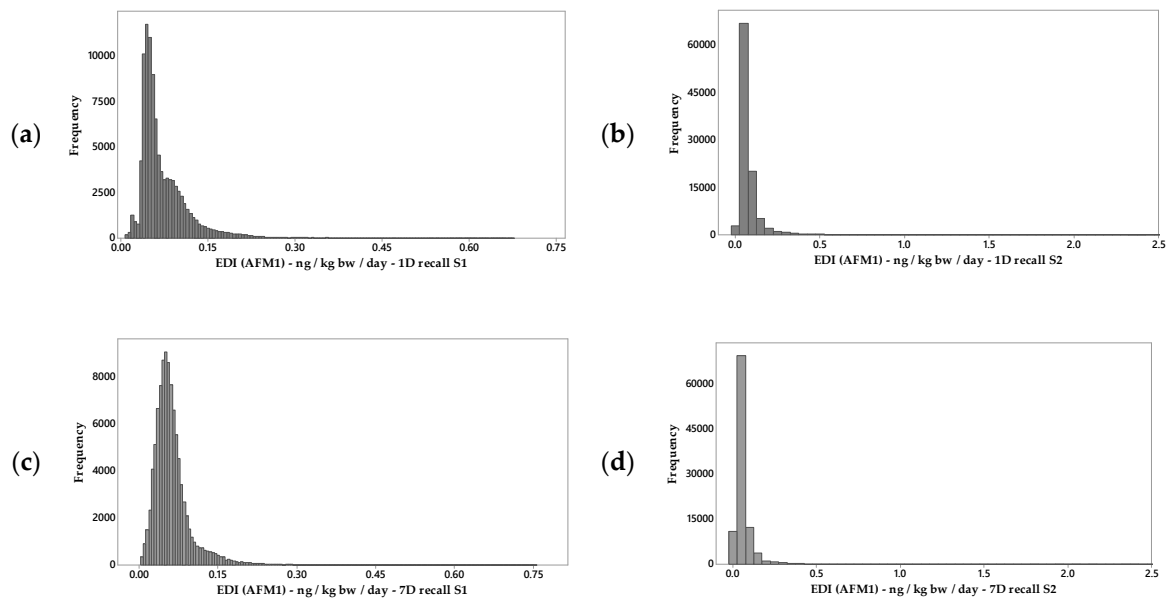 (a)
Frequency
10000
7500
5000
2500
0
0.00 0.15 0.30 0.45 0.60 0.75
EDI (AFM1) - ng / kg bw / day - 1D recall S1
(b)
Frequency
60000
45000
30000
15000
0
0.0 0.5 1.0 1.5 2.0 2.5
EDI (AFM1) - ng / kg bw / day - 1D recall S2
(c)
Frequency
8000
6000
4000
2000
0
0.00 0.15 0.30 0.45 0.60 0.75
EDI (AFM1) - ng / kg bw / day - 7D recall S1
(d)
Frequency
60000
45000
30000
15000
0
0.0 0.5 1.0 1.5 2.0 2.5
EDI (AFM1) - ng / kg bw / day - 7D recall S2